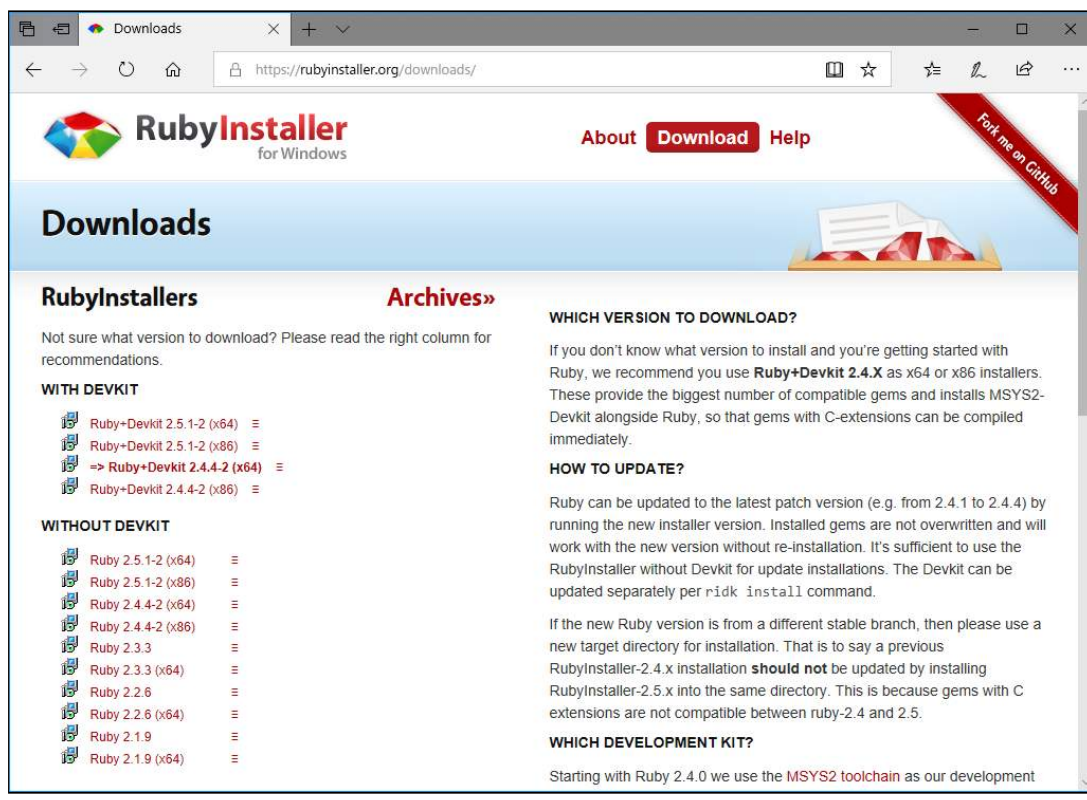 Downloads
https://rubyinstaller.org/downloads/
RubyInstaller
for Windows
About Download Help
Fork me on GitHub
Downloads
RubyInstallers
Archives»
Not sure what version to download? Please read the right column for
recommendations.
WITH DEVKIT
Ruby+Devkit 2.5.1-2 (x64)
Ruby+Devkit 2.5.1-2 (x86)
=> Ruby+Devkit 2.4.4-2 (x64)
Ruby+Devkit 2.4.4-2 (x86)
WITHOUT DEVKIT
Ruby 2.5.1-2 (x64)
Ruby 2.5.1-2 (x86)
Ruby 2.4.4-2 (x64)
Ruby 2.4.4-2 (x86)
Ruby 2.3.3
Ruby 2.3.3 (x64)
Ruby 2.2.6
Ruby 2.2.6 (x64)
Ruby 2.1.9
Ruby 2.1.9 (x64)
WHICH VERSION TO DOWNLOAD?
If you don't know what version to install and you're getting started with
Ruby, we recommend you use Ruby+Devkit 2.4.X as x64 or x86 installers.
These provide the biggest number of compatible gems and installs MSYS2-
Devkit alongside Ruby, so that gems with C-extensions can be compiled
immediately.
HOW TO UPDATE?
Ruby can be updated to the latest patch version (e.g. from 2.4.1 to 2.4.4) by
running the new installer version. Installed gems are not overwritten and will
work with the new version without re-installation. It's sufficient to use the
RubyInstaller without Devkit for update installations. The Devkit can be
updated separately per ridk install command.
If the new Ruby version is from a different stable branch, then please use a
new target directory for installation. That is to say a previous
RubyInstaller-2.4.x installation should not be updated by installing
RubyInstaller-2.5.x into the same directory. This is because gems with C
extensions are not compatible between ruby-2.4 and 2.5.
WHICH DEVELOPMENT KIT?
Starting with Ruby 2.4.0 we use the MSYS2 toolchain as our development